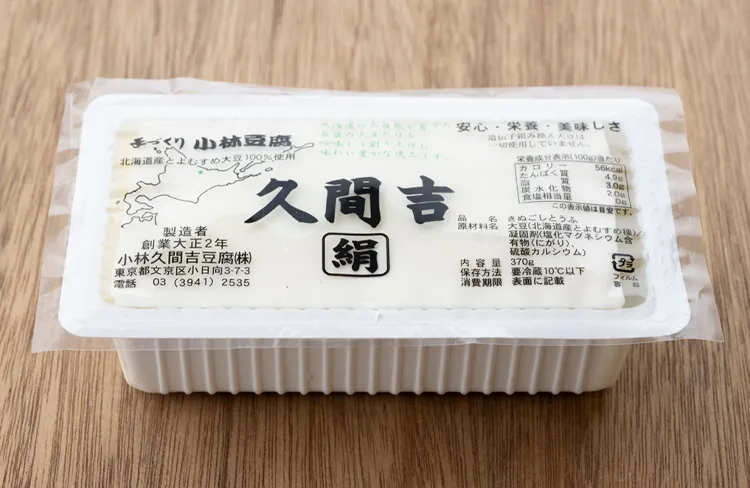 手づくり 小林豆腐
北海道産とよむすめ大豆100%使用
安心・栄養・美味しさ
遺伝子組み換え大豆は
一切使用していません。
栄養成分表示(100g)当たり
カロリー 56kcal
たんぱく質 4.9g
脂質 3.0g
炭水化物 2.0g
食塩相当量 0g
この表示値は目安です。
久間吉
絹
製造者
創業大正2年
小林久間吉豆腐(株)
東京都文京区小日向3-7-3
電話 03(3941)2535
品名 きぬごしとうふ
原材料名 大豆(北海道産とよむすめ種)/
凝固剤(塩化マグネシウム含
有物(にがり)、
硫酸カルシウム)
内容量 370g
保存方法 要冷蔵10℃以下
消費期限 表面に記載
プラ
フィルム
容器